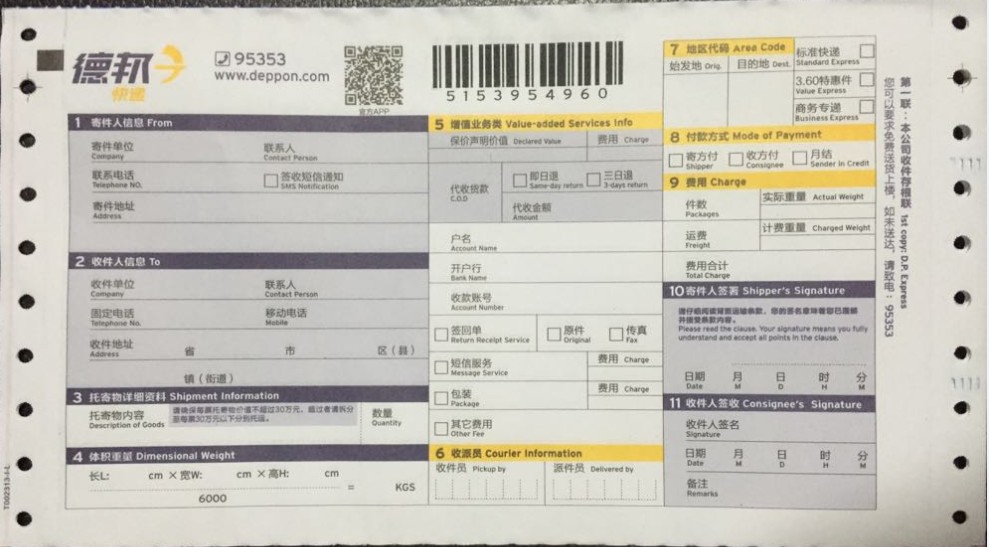 德邦
快递
95353
www.deppon.com
官方APP
5153954960
1 寄件人信息 From
寄件单位 联系人
Company Contact Person
联系电话 签收短信通知
Telephone NO. SMS Notification
寄件地址
Address
2 收件人信息 To
收件单位 联系人
Company Contact Person
固定电话 移动电话
Telephone No. Mobile
收件地址 省 市 区(县)
Address
镇(街道)
3 托寄物详细资料 Shipment Information
托寄物内容 请确保每票托寄物价值不超过30万元,超过者请拆分
Description of Goods 至每票30万元以下分别托运。
数量
Quantity
4 体积重量 Dimensional Weight
长L: cm × 宽W: cm × 高H: cm
= KGS
6000
T002313-I-L
5 增值业务类 Value-added Services Info
保价声明价值 Declared Value 费用 Charge
代收货款 即日退 三日退
C.O.D Same-day return 3-days return
代收金额
Amount
户名
Account Name
开户行
Bank Name
收款账号
Account Number
签回单 原件 传真
Return Receipt Service Original Fax
短信服务 费用 Charge
Message Service
包装 费用 Charge
Package
其它费用
Other Fee
6 收派员 Courier Information
收件员 Pickup by 派件员 Delivered by
7 地区代码 Area Code
始发地 Orig. 目的地 Dest.
标准快递
Standard Express
3.60特惠件
Value Express
商务专递
Business Express
8 付款方式 Mode of Payment
寄方付 收方付 月结
Shipper Consignee Sender In Credit
9 费用 Charge
件数 实际重量 Actual Weight
Packages
运费 计费重量 Charged Weight
Freight
费用合计
Total Charge
10 寄件人签署 Shipper's Signature
请仔细阅读背面运输条款,您的签名意味着您已理解
并接受条款内容。
Please read the clause. Your signature means you fully
understand and accept all points in the clause.
日期 月 日 时 分
Date M D H M
11 收件人签收 Consignee's Signature
收件人签名
Signature
日期 月 日 时 分
Date M D H M
备注
Remarks
第一联:本公司收件存根联 1st copy: D.P. Express
您可以要求免费送货上楼,如未送达,请致电:95353